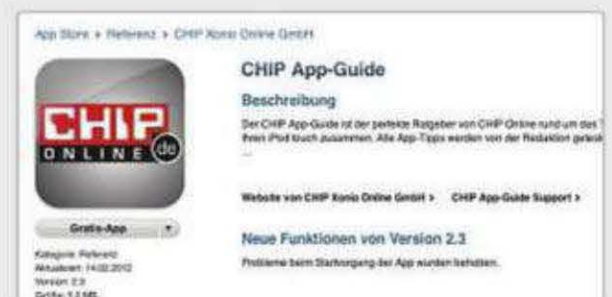 App Store > Referenz > CHIP Xonio Online GmbH
CHIP
ONLINE
de
Gratis-App
Kategorie: Referenz
Aktualisiert: 14.02.2012
Version: 2.3
CHIP App-Guide
Beschreibung
Der CHIP App-Guide ist der perfekte Ratgeber von CHIP Online rund um das
Ihren iPod touch zusammen. Alle App-Tipps werden von der Redaktion
...
Website von CHIP Xonio Online GmbH > CHIP App-Guide Support >
Neue Funktionen von Version 2.3
Probleme beim Startvorgang der App wurden behoben.